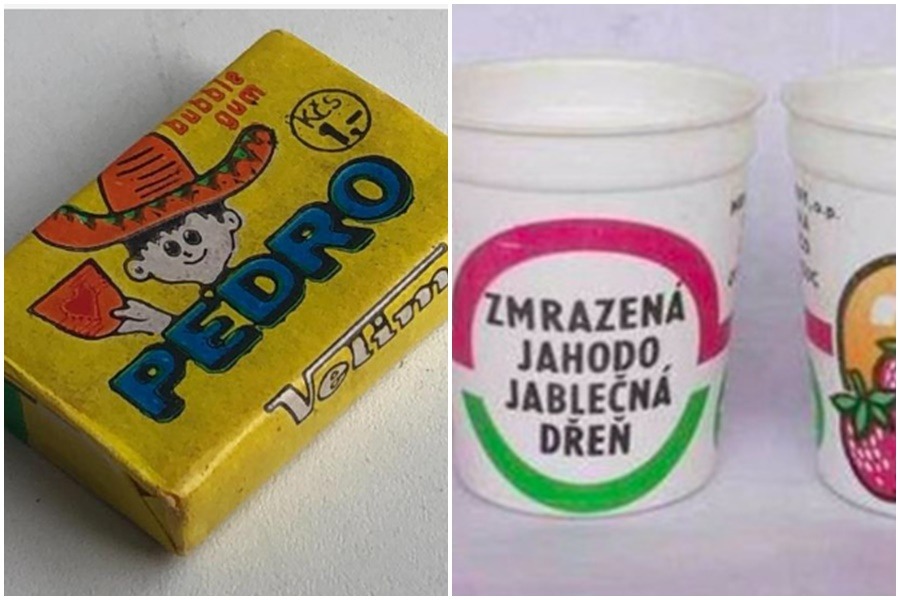 bubble
gum
Kčs
1,-
PEDRO
Velim
ZMRAZENÁ
JAHODO
JABLEČNÁ
DŘEŇ